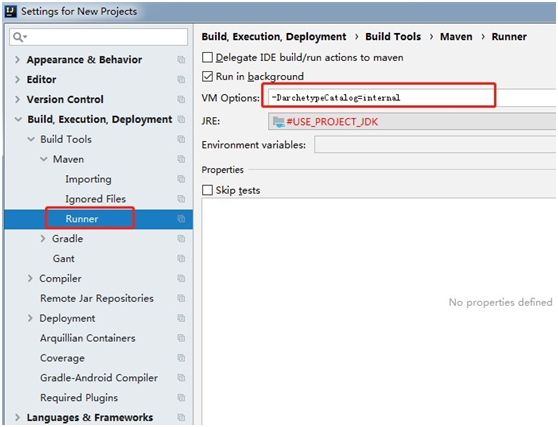 Settings for New Projects
Appearance & Behavior
Editor
Version Control
Build, Execution, Deployment
Build Tools
Maven
Importing
Ignored Files
Runner
Gradle
Gant
Compiler
Remote Jar Repositories
Deployment
Arquillian Containers
Coverage
Gradle-Android Compiler
Required Plugins
Languages & Frameworks
Build, Execution, Deployment › Build Tools › Maven › Runner
Delegate IDE build/run actions to maven
Run in background
VM Options: -DarchetypeCatalog=internal
JRE: #USE_PROJECT_JDK
Environment variables:
Properties
Skip tests
No properties defined